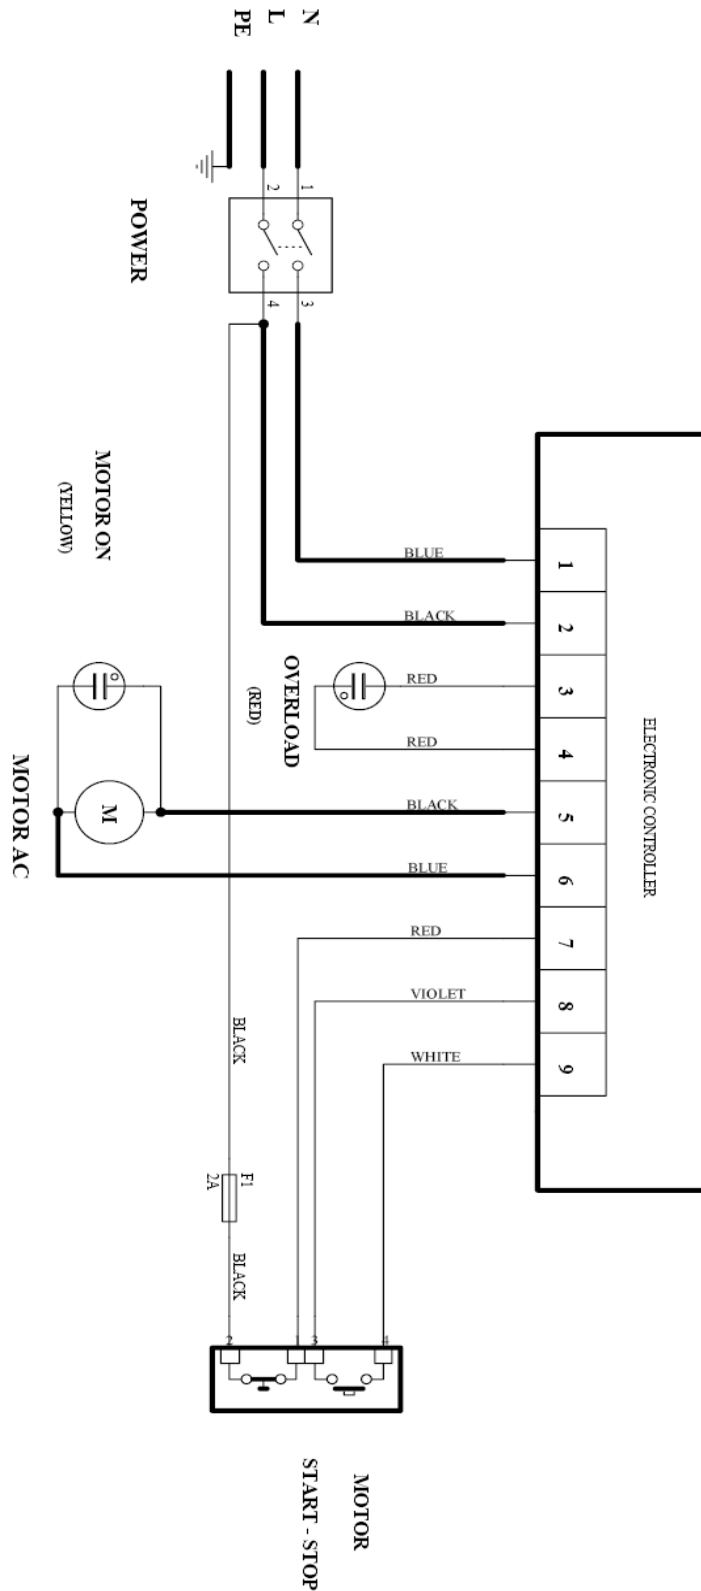 N
L
PE
1
2
POWER
3
4
MOTOR ON
(YELLOW)
BLUE
1
BLACK
2
OVERLOAD
(RED)
RED
3
RED
4
ELECTRONIC CONTROLLER
MOTOR AC
M
BLACK
5
BLUE
6
RED
7
VIOLET
8
WHITE
9
BLACK
F1
2A
BLACK
2
1
3
4
MOTOR
START - STOP